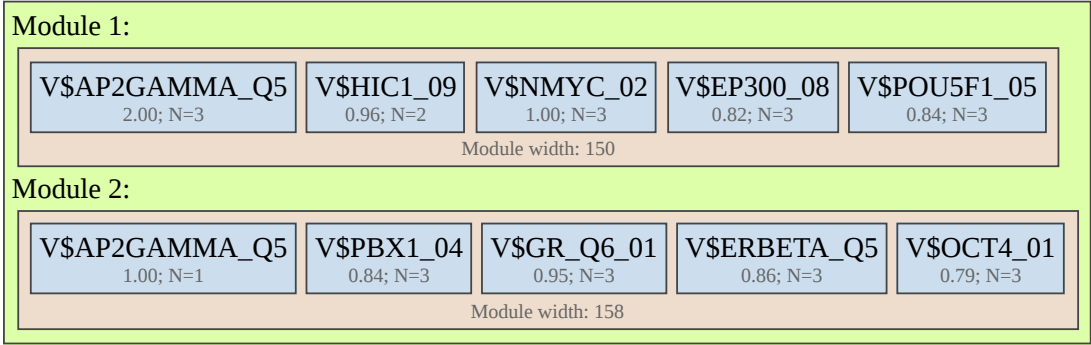 Module 1:
V$AP2GAMMA_Q5 V$HIC1_09 V$NMYC_02 V$EP300_08 V$POU5F1_05
2.00; N=3 0.96; N=2 1.00; N=3 0.82; N=3 0.84; N=3
Module width: 150
Module 2:
V$AP2GAMMA_Q5 V$PBX1_04 V$GR_Q6_01 V$ERBETA_Q5 V$OCT4_01
1.00; N=1 0.84; N=3 0.95; N=3 0.86; N=3 0.79; N=3
Module width: 158